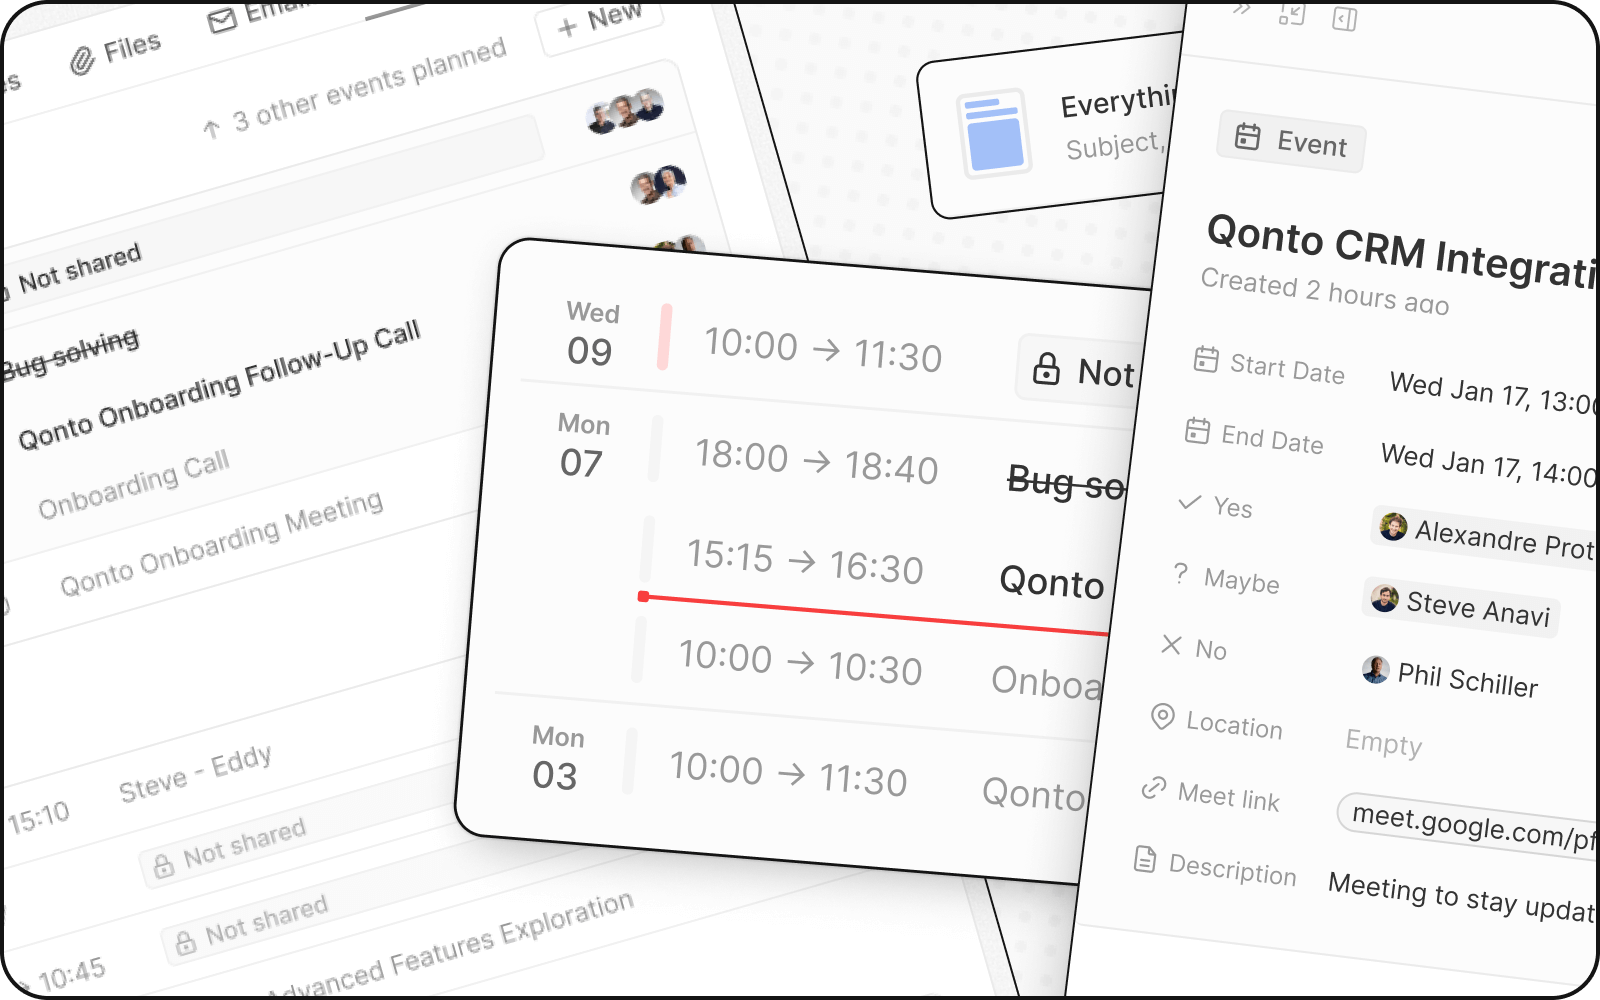 es
Files
Email
New
3 other events planned
Not shared
Bug solving
Qonto Onboarding Follow-Up Call
Onboarding Call
Qonto Onboarding Meeting
15:10
Steve - Eddy
Not shared
Not shared
10:45
Advanced Features Exploration
Everythin
Subject,
Wed
09
10:00 → 11:30
Not
Mon
07
18:00 → 18:40
Bug so
15:15 → 16:30
Qonto
10:00 → 10:30
Onboa
Mon
03
10:00 → 11:30
Qonto
Event
Qonto CRM Integrati
Created 2 hours ago
Start Date
Wed Jan 17, 13:00
End Date
Wed Jan 17, 14:00
Yes
Alexandre Prot
? Maybe
Steve Anavi
No
Phil Schiller
Location
Empty
Meet link
meet.google.com/pf
Description
Meeting to stay updat